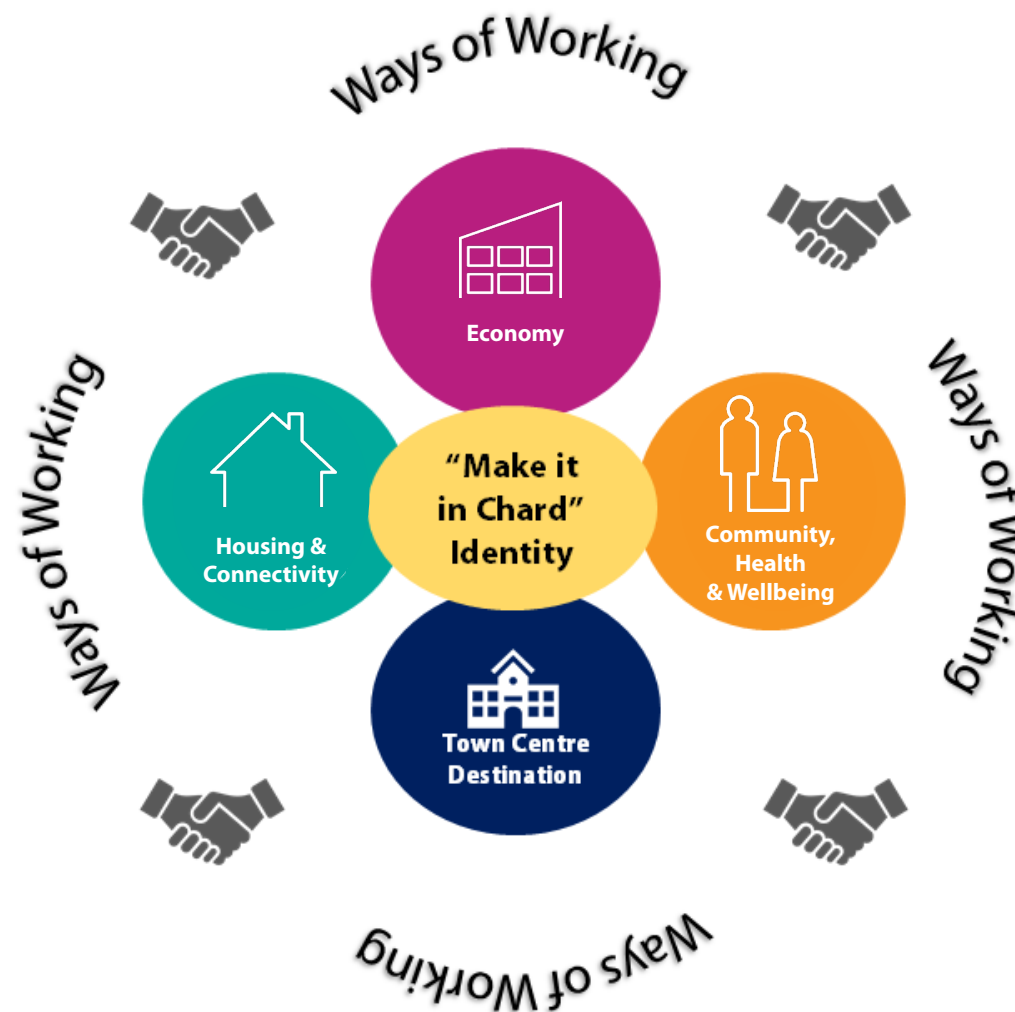 Ways of Working
Economy
Ways of Working
Ways of Working
"Make it
in Chard"
Identity
Housing &
Connectivity
Community,
Health
& Wellbeing
Town Centre
Destination
Ways of Working